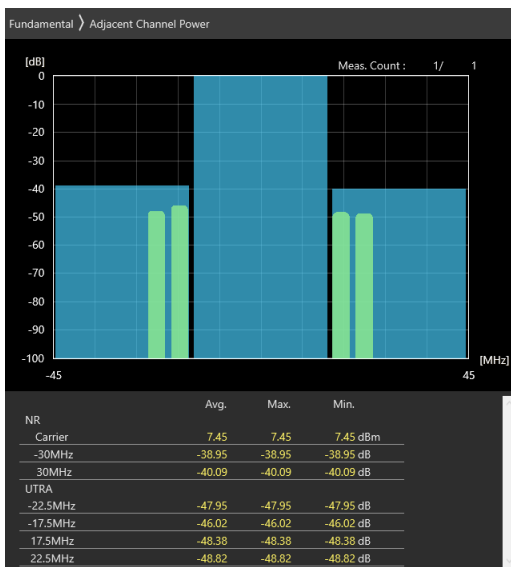 Fundamental 〉 Adjacent Channel Power
[dB] Meas. Count : 1/ 1
0
-10
-20
-30
-40
-50
-60
-70
-80
-90
-100
[MHz]
-45 45
Avg. Max. Min.
NR
Carrier 7.45 7.45 7.45 dBm
-30MHz -38.95 -38.95 -38.95 dB
30MHz -40.09 -40.09 -40.09 dB
UTRA
-22.5MHz -47.95 -47.95 -47.95 dB
-17.5MHz -46.02 -46.02 -46.02 dB
17.5MHz -48.38 -48.38 -48.38 dB
22.5MHz -48.82 -48.82 -48.82 dB